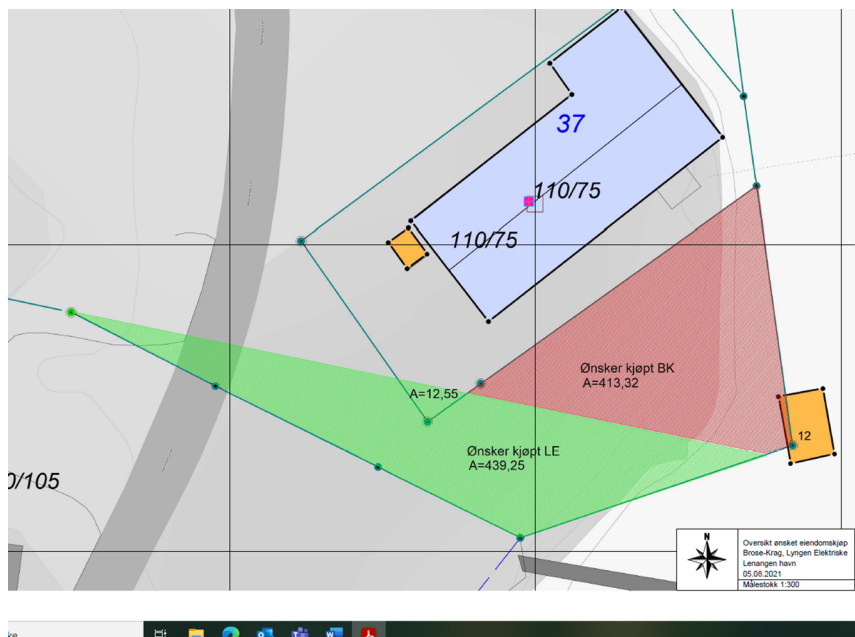 37
110/75
110/75
Ønsker kjøpt BK
A=413,32
A=12,55
12
Ønsker kjøpt LE
A=439,25
0/105
N
Oversikt ønsket eiendomskjøp
Brose-Krag, Lyngen Elektriske
Lenangen havn
05.08.2021
Målestokk 1:300
ke